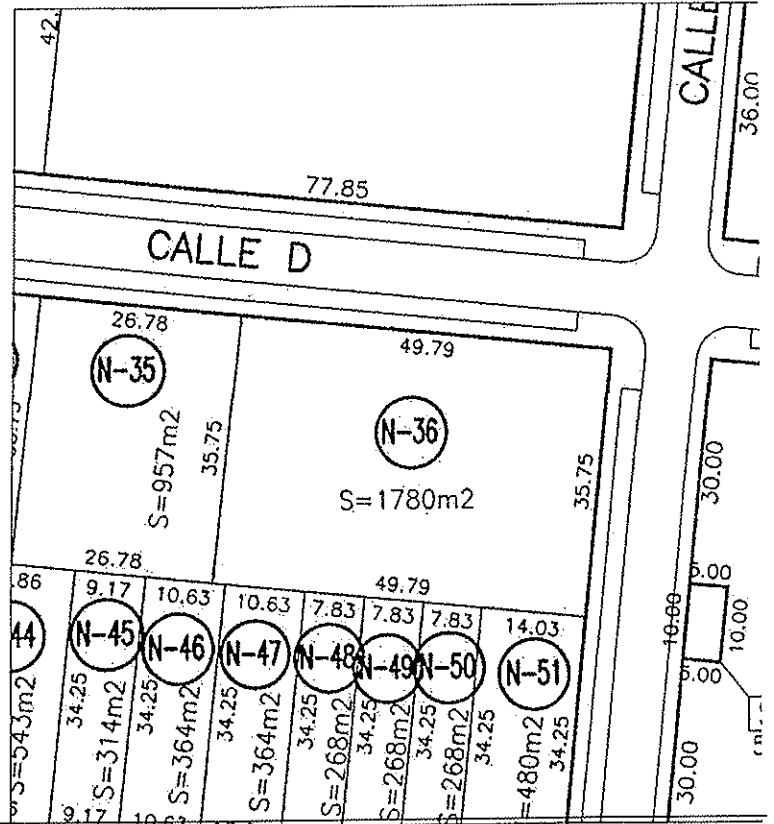 42.
CALLE
36.00
77.85
CALLE D
26.78
49.79
N-35
N-36
S=957m2
35.75
S=1780m2
35.75
30.00
26.78
49.79
5.00
.86
9.17
10.63
10.63
7.83
7.83
7.83
14.03
10.00
10.00
44
N-45
N-46
N-47
N-48
N-49
N-50
N-51
5.00
S=543m2
34.25
S=314m2
34.25
S=364m2
34.25
S=364m2
34.25
S=268m2
34.25
S=268m2
34.25
S=268m2
34.25
=480m2
34.25
30.00
9.17